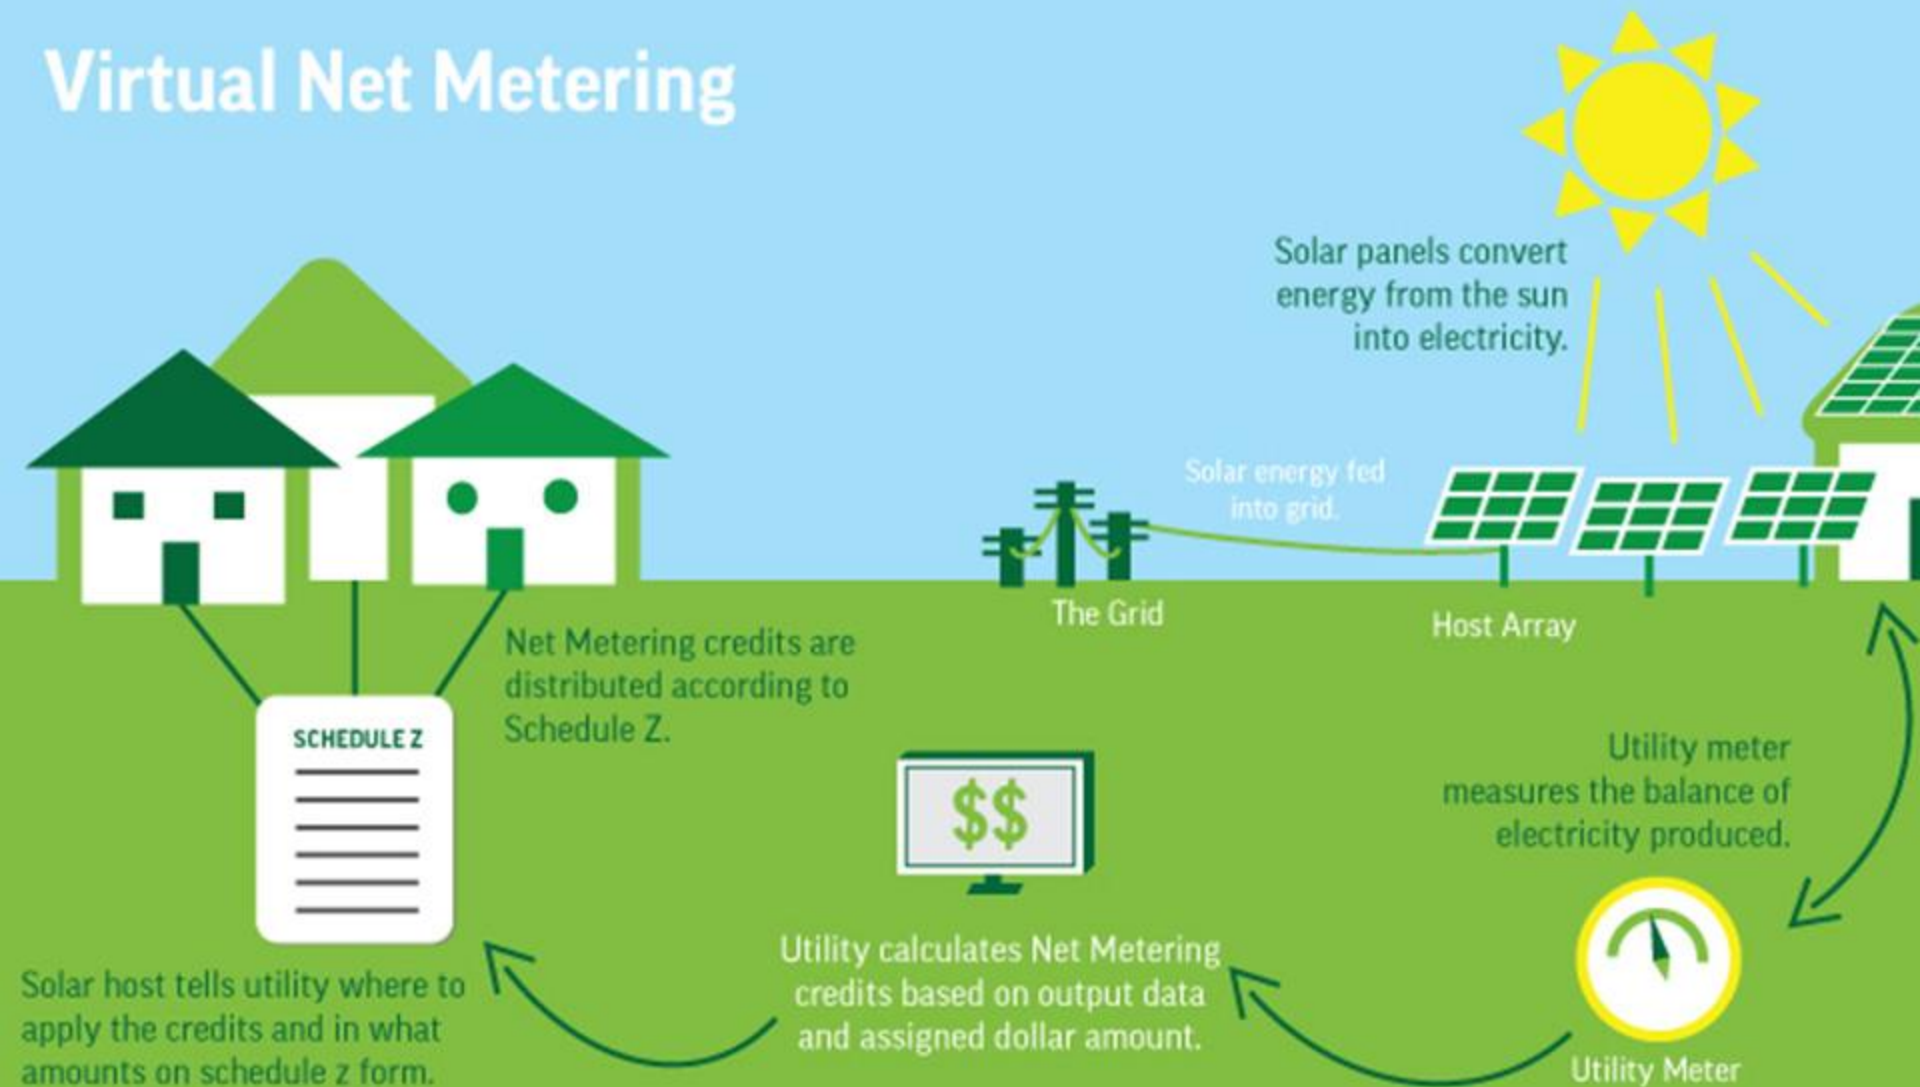 Virtual Net Metering
Solar panels convert
energy from the sun
into electricity.
Solar energy fed
into grid.
The Grid
Host Array
Net Metering credits are
distributed according to
Schedule Z.
SCHEDULE Z
$$
Utility meter
measures the balance of
electricity produced.
Utility calculates Net Metering
credits based on output data
and assigned dollar amount.
Solar host tells utility where to
apply the credits and in what
amounts on schedule z form.
Utility Meter